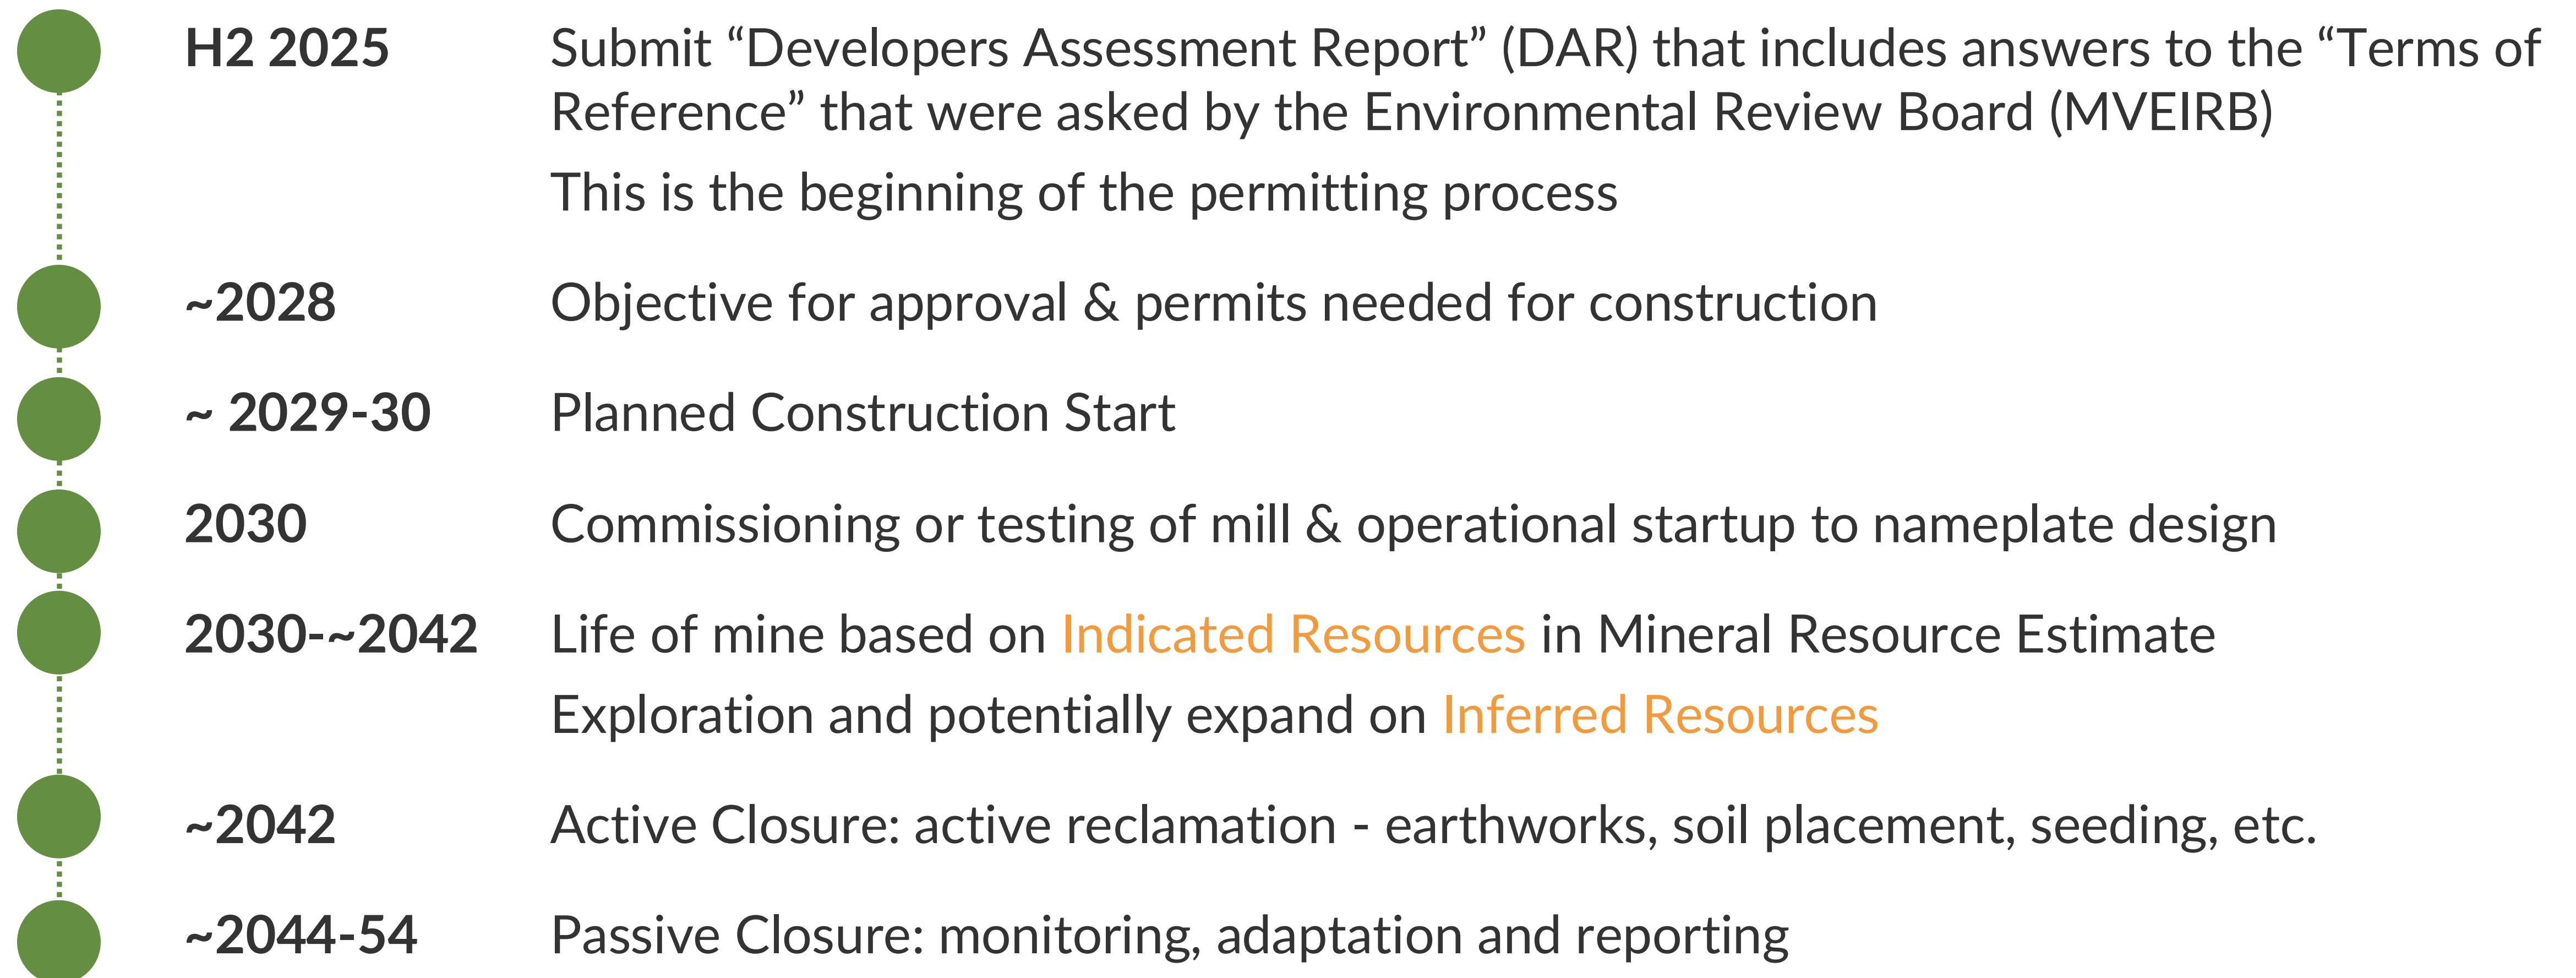 H2 2025 Submit “Developers Assessment Report” (DAR) that includes answers to the “Terms of
Reference” that were asked by the Environmental Review Board (MVEIRB)
This is the beginning of the permitting process
~2028 Objective for approval & permits needed for construction
~ 2029-30 Planned Construction Start
2030 Commissioning or testing of mill & operational startup to nameplate design
2030-~2042 Life of mine based on Indicated Resources in Mineral Resource Estimate
Exploration and potentially expand on Inferred Resources
~2042 Active Closure: active reclamation - earthworks, soil placement, seeding, etc.
~2044-54 Passive Closure: monitoring, adaptation and reporting